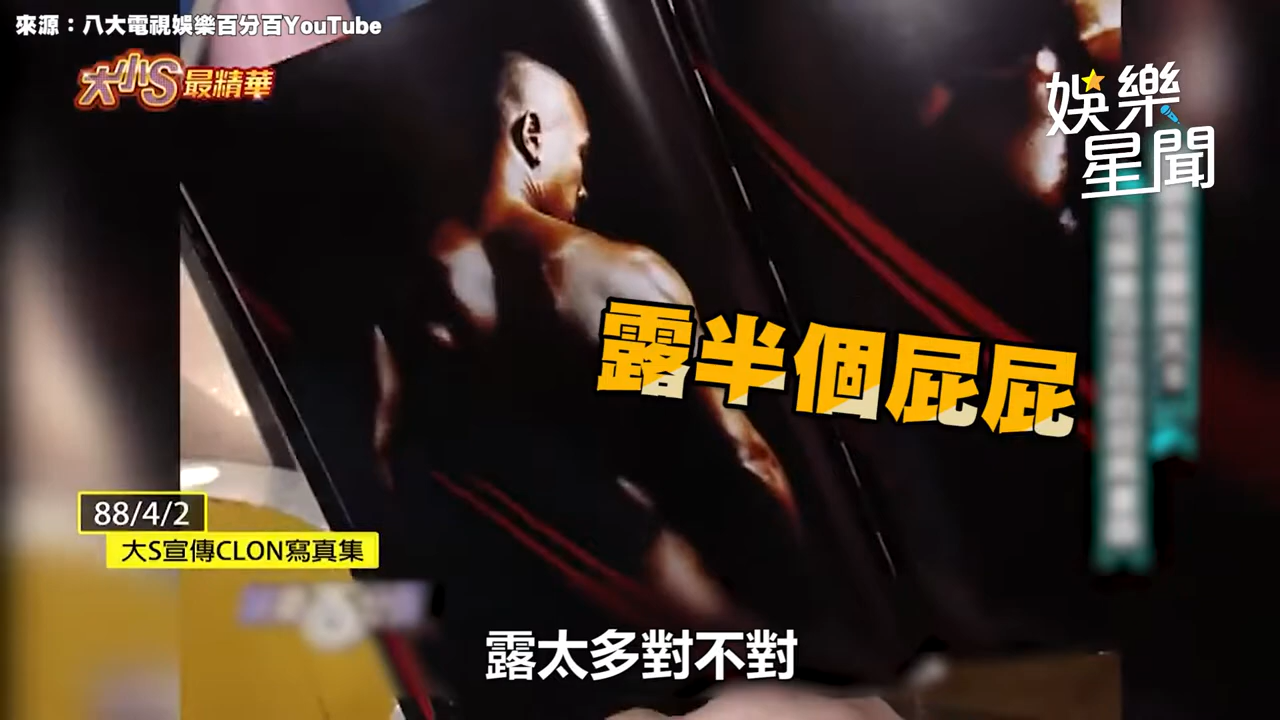 來源：八大電視娛樂百分百YouTube
大小S最精華
娛樂
星聞
露半個屁屁
88/4/2
大S宣傳CLON寫真集
露太多對不對